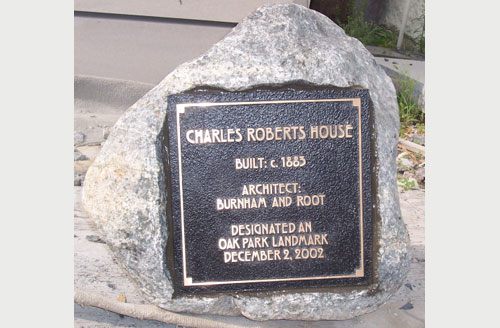 CHARLES ROBERTS HOUSE
BUILT: c. 1883
ARCHITECT:
BURNHAM AND ROOT
DESIGNATED AN
OAK PARK LANDMARK
DECEMBER 2, 2002